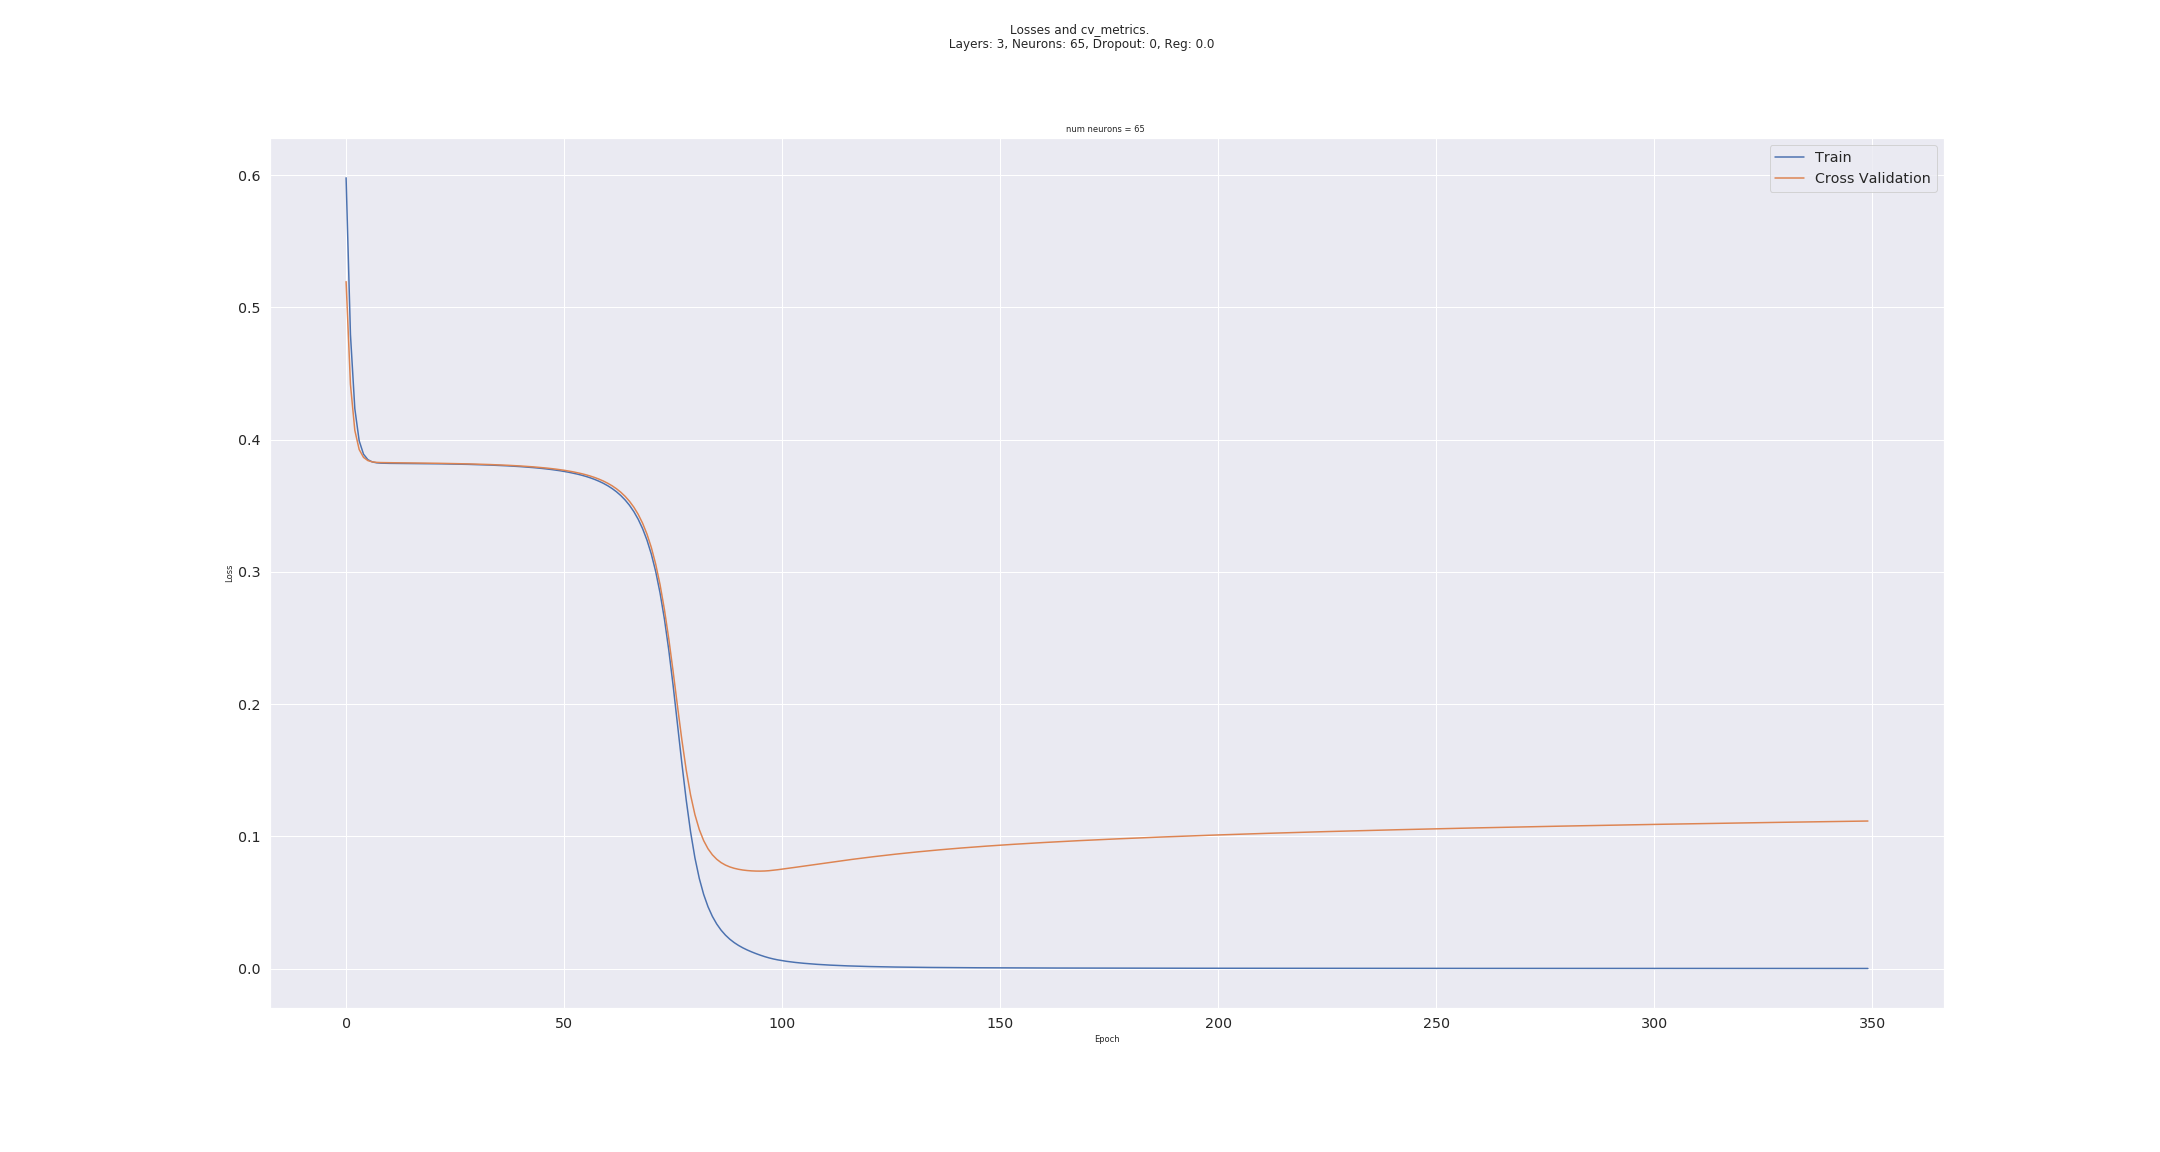 Losses and cv_metrics.
Layers: 3, Neurons: 65, Dropout: 0, Reg: 0.0
num neurons = 65
Train
Cross Validation
0.6
0.5
0.4
0.3
0.2
0.1
0.0
Loss
0 50 100 150 200 250 300 350
Epoch